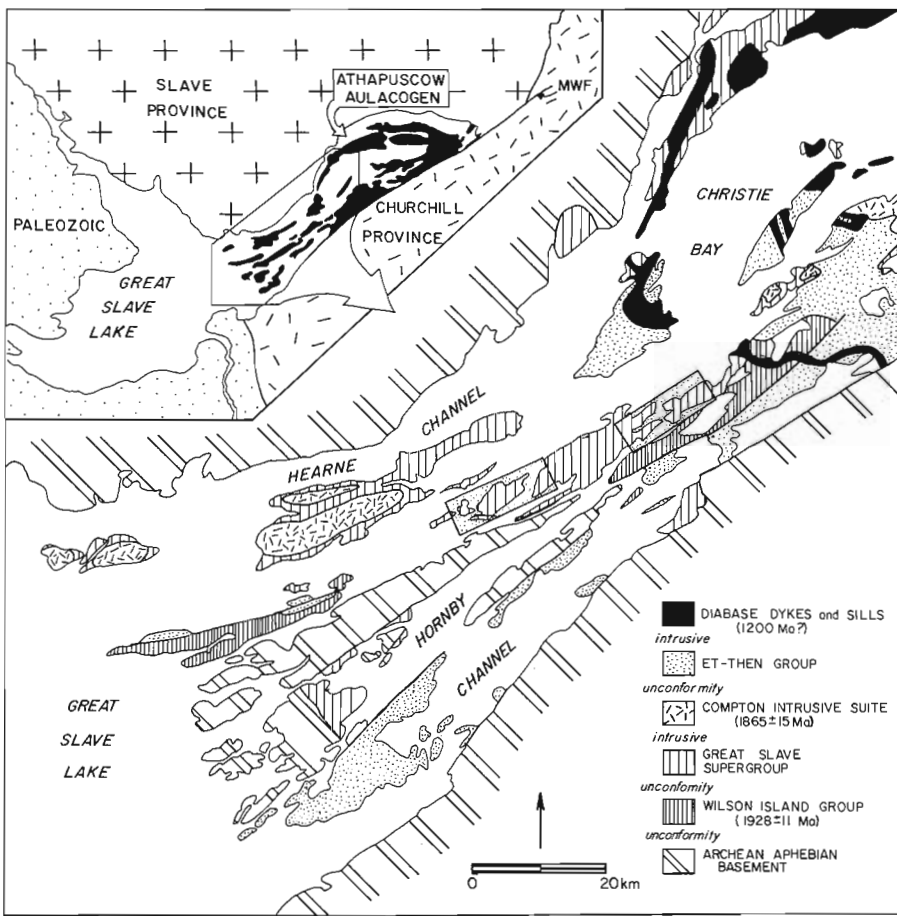 SLAVE
PROVINCE
ATHAPUSCOW
AULACOGEN
MWF
PALEOZOIC
CHURCHILL
PROVINCE
GREAT
SLAVE
LAKE
CHRISTIE
BAY
HEARNE CHANNEL
HORNBY
CHANNEL
GREAT
SLAVE
LAKE
DIABASE DYKES and SILLS
(1200 Ma?)
intrusive
ET-THEN GROUP
unconformity
COMPTON INTRUSIVE SUITE
(1865±15 Ma)
intrusive
GREAT SLAVE
SUPERGROUP
unconfomity
WILSON ISLAND GROUP
(1928±11 Ma)
unconformity
ARCHEAN APHEBIAN
BASEMENT
0 20 km